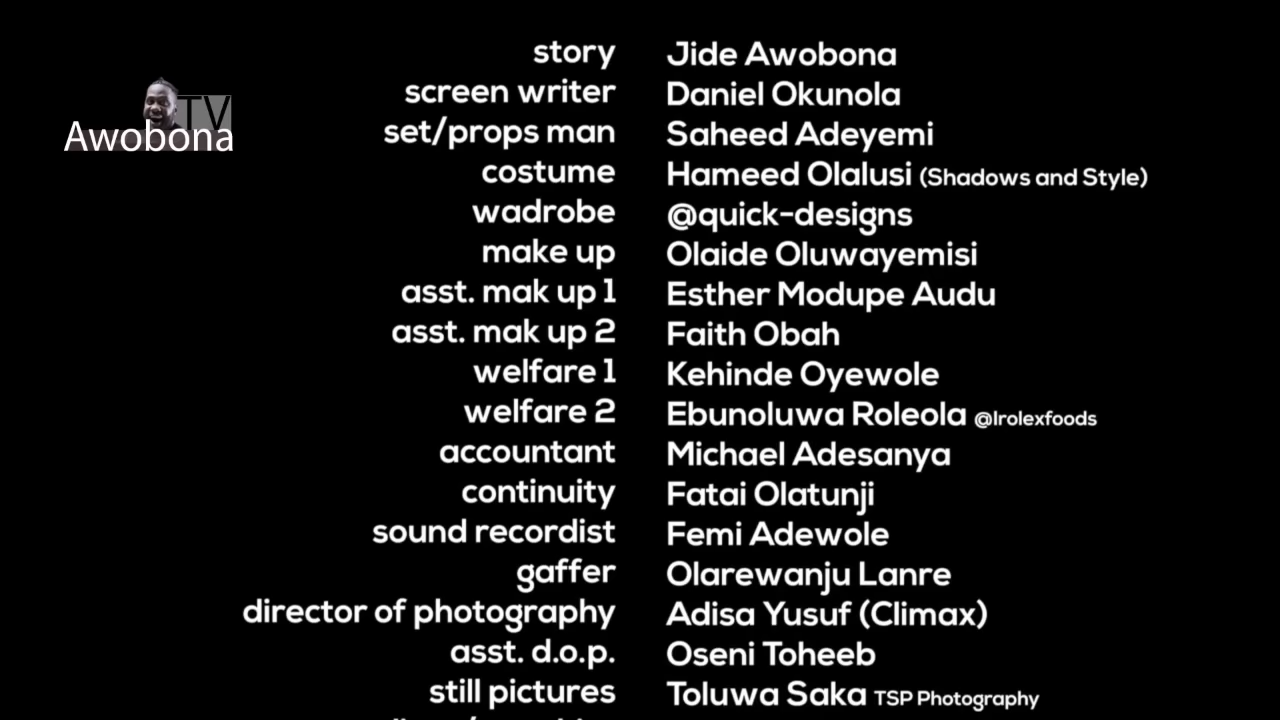 TV
Awobona
story Jide Awobona
screen writer Daniel Okunola
set/props man Saheed Adeyemi
costume Hameed Olalusi (Shadows and Style)
wadrobe @quick-designs
make up Olaide Oluwayemisi
asst. mak up 1 Esther Modupe Audu
asst. mak up 2 Faith Obah
welfare 1 Kehinde Oyewole
welfare 2 Ebunoluwa Roleola @lrolexfoods
accountant Michael Adesanya
continuity Fatai Olatunji
sound recordist Femi Adewole
gaffer Olarewanju Lanre
director of photography Adisa Yusuf (Climax)
asst. d.o.p. Oseni Toheeb
still pictures Toluwa Saka TSP Photography